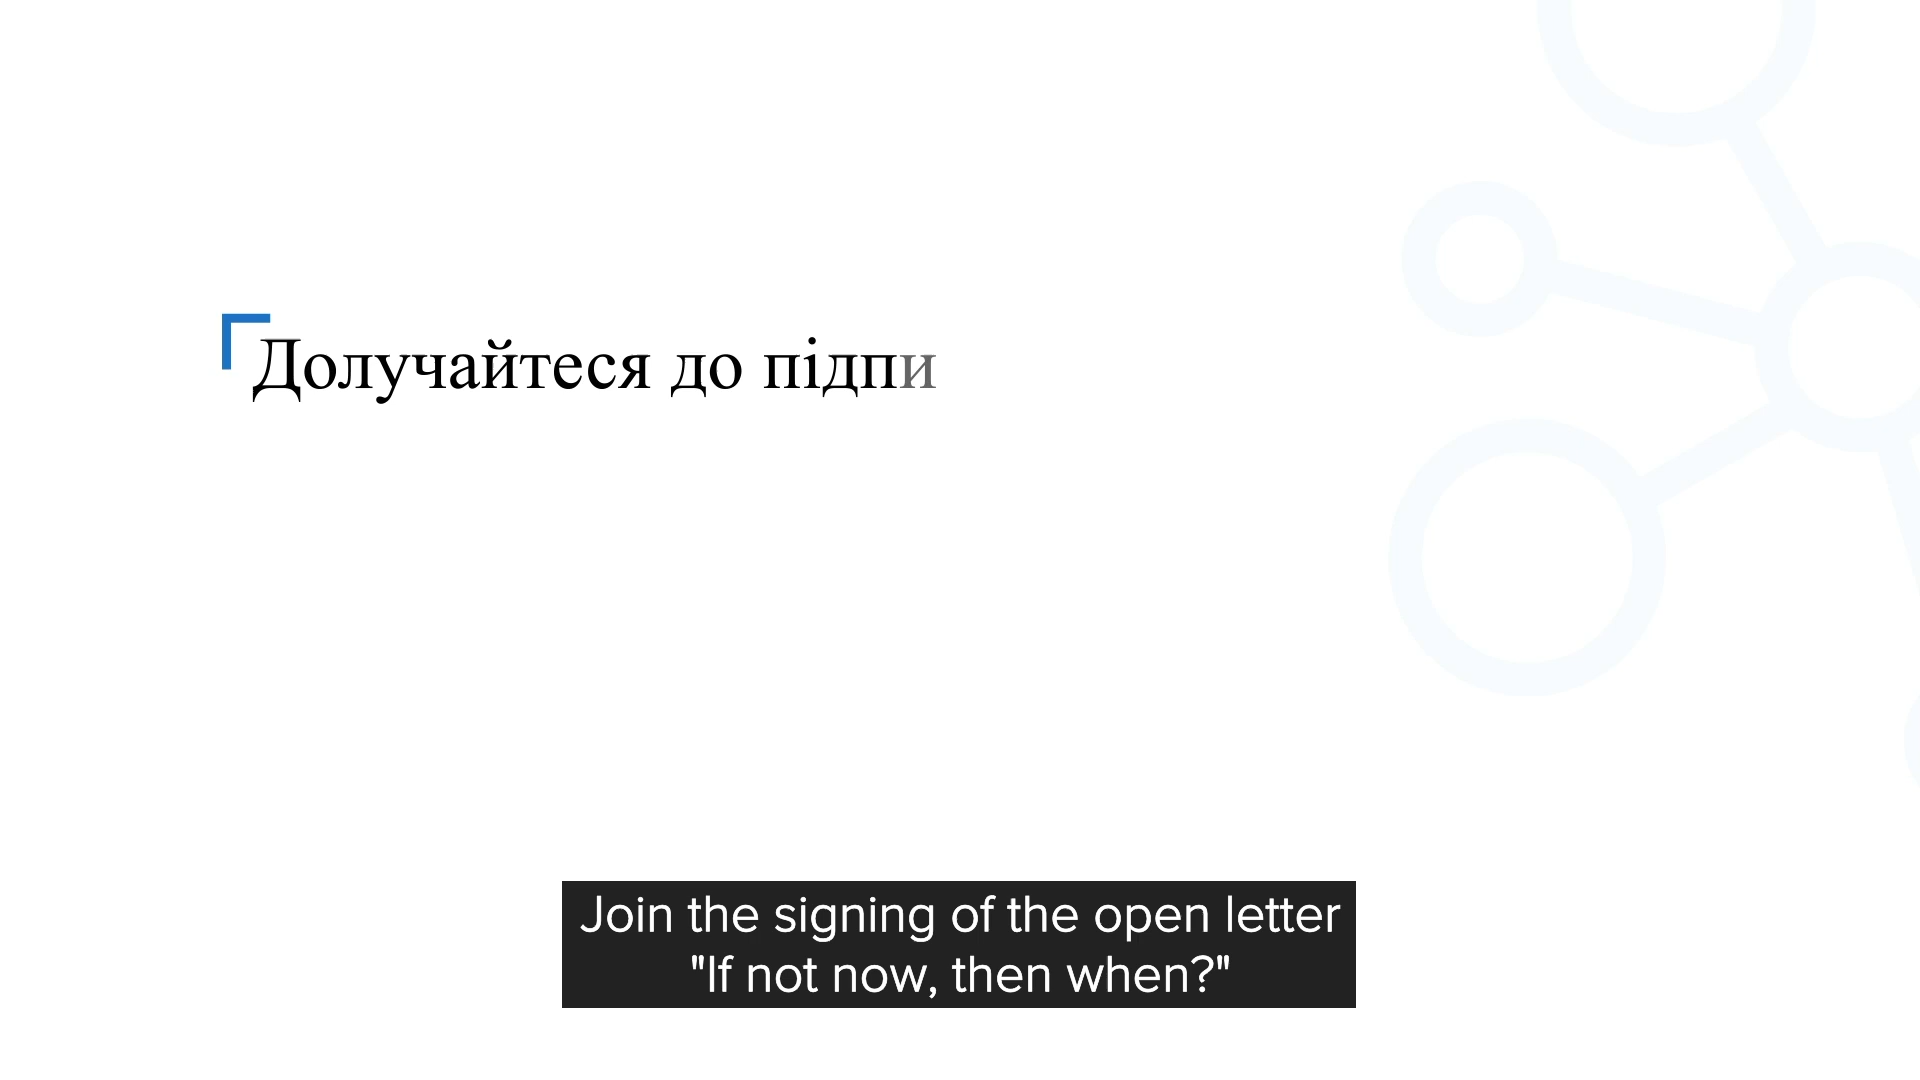 Долучайтеся до підпи
Join the signing of the open letter
"If not now, then when?"